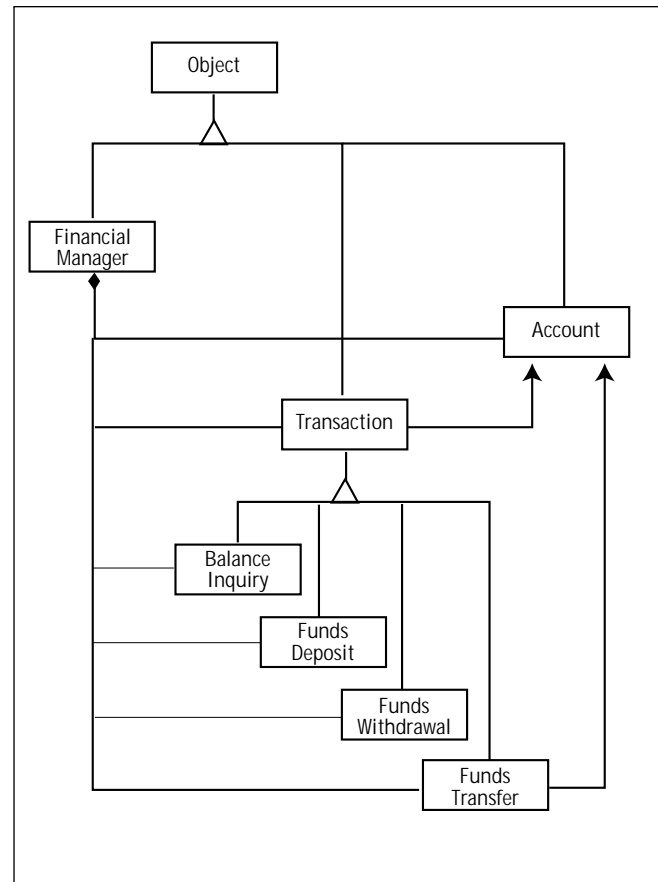 Object
Financial
Manager
Account
Transaction
Balance
Inquiry
Funds
Deposit
Funds
Withdrawal
Funds
Transfer